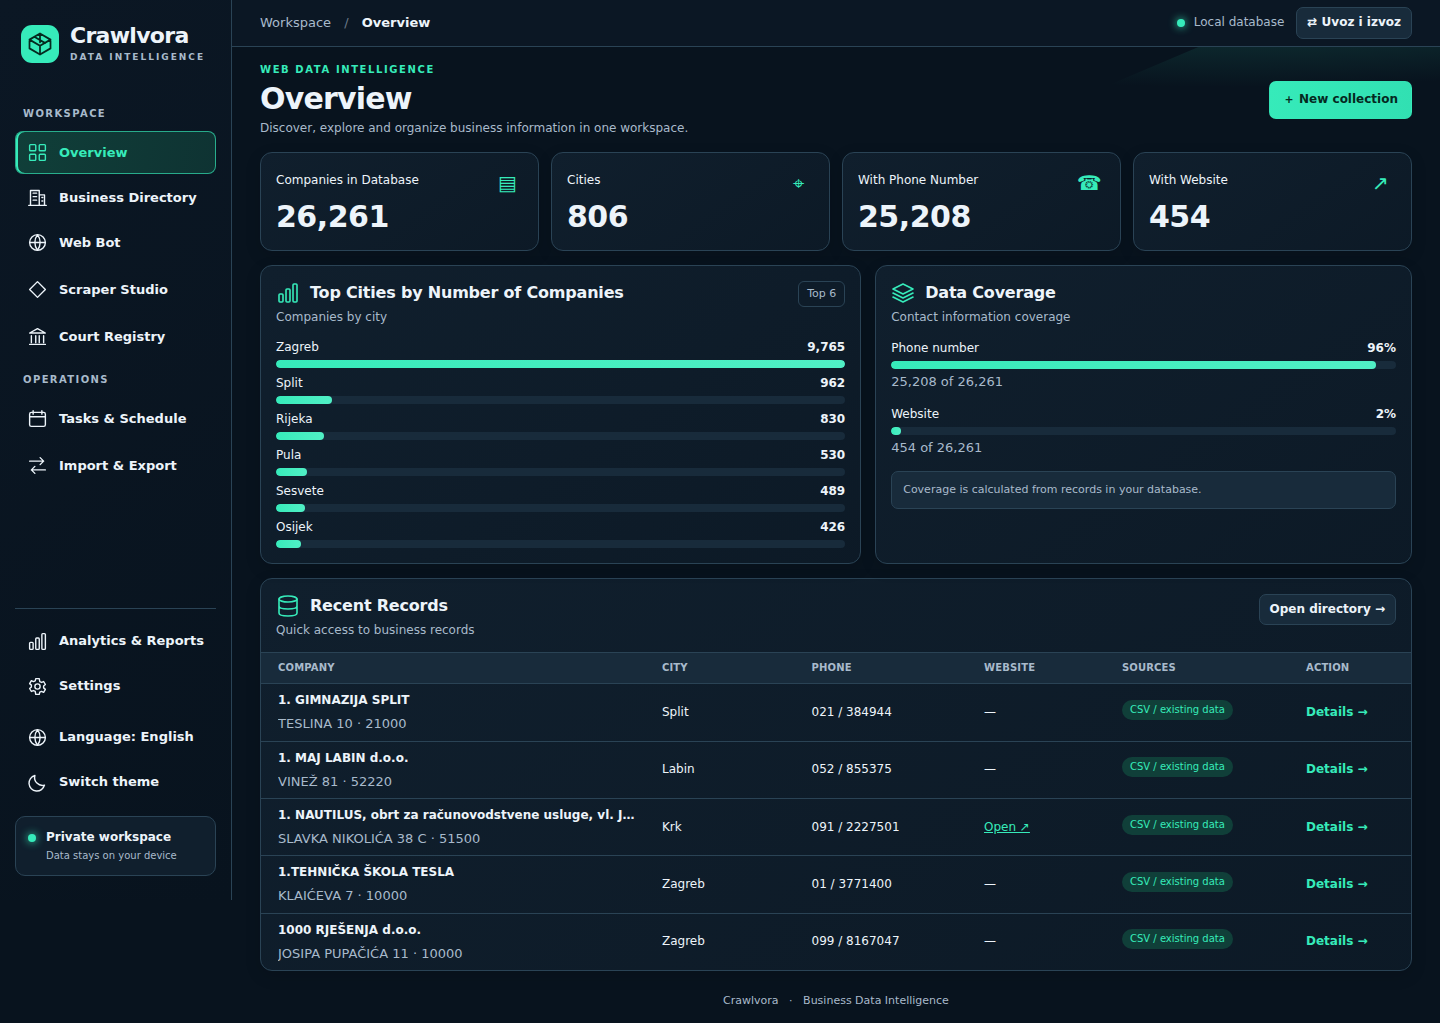 Crawlvora
DATA INTELLIGENCE
WORKSPACE
Overview
Business Directory
Web Bot
Scraper Studio
Court Registry
OPERATIONS
Tasks & Schedule
Import & Export
Analytics & Reports
Settings
Language: English
Switch theme
Private workspace
Data stays on your device
Workspace / Overview
Local database
⇄ Uvoz i izvoz
WEB DATA INTELLIGENCE
Overview
Discover, explore and organize business information in one workspace.
+ New collection
Companies in Database
26,261
Cities
806
With Phone Number
25,208
With Website
454
Top Cities by Number of Companies
Top 6
Companies by city
Zagreb 9,765
Split 962
Rijeka 830
Pula 530
Sesvete 489
Osijek 426
Data Coverage
Contact information coverage
Phone number 96%
25,208 of 26,261
Website 2%
454 of 26,261
Coverage is calculated from records in your database.
Recent Records
Quick access to business records
Open directory →
COMPANY CITY PHONE WEBSITE SOURCES ACTION
1. GIMNAZIJA SPLIT
TESLINA 10 · 21000
Split 021 / 384944 — CSV / existing data Details →
1. MAJ LABIN d.o.o.
VINEŽ 81 · 52220
Labin 052 / 855375 — CSV / existing data Details →
1. NAUTILUS, obrt za računovodstvene usluge, vl. J…
SLAVKA NIKOLIĆA 38 C · 51500
Krk 091 / 2227501 Open ↗ CSV / existing data Details →
1.TEHNIČKA ŠKOLA TESLA
KLAIĆEVA 7 · 10000
Zagreb 01 / 3771400 — CSV / existing data Details →
1000 RJEŠENJA d.o.o.
JOSIPA PUPAČIĆA 11 · 10000
Zagreb 099 / 8167047 — CSV / existing data Details →
Crawlvora · Business Data Intelligence